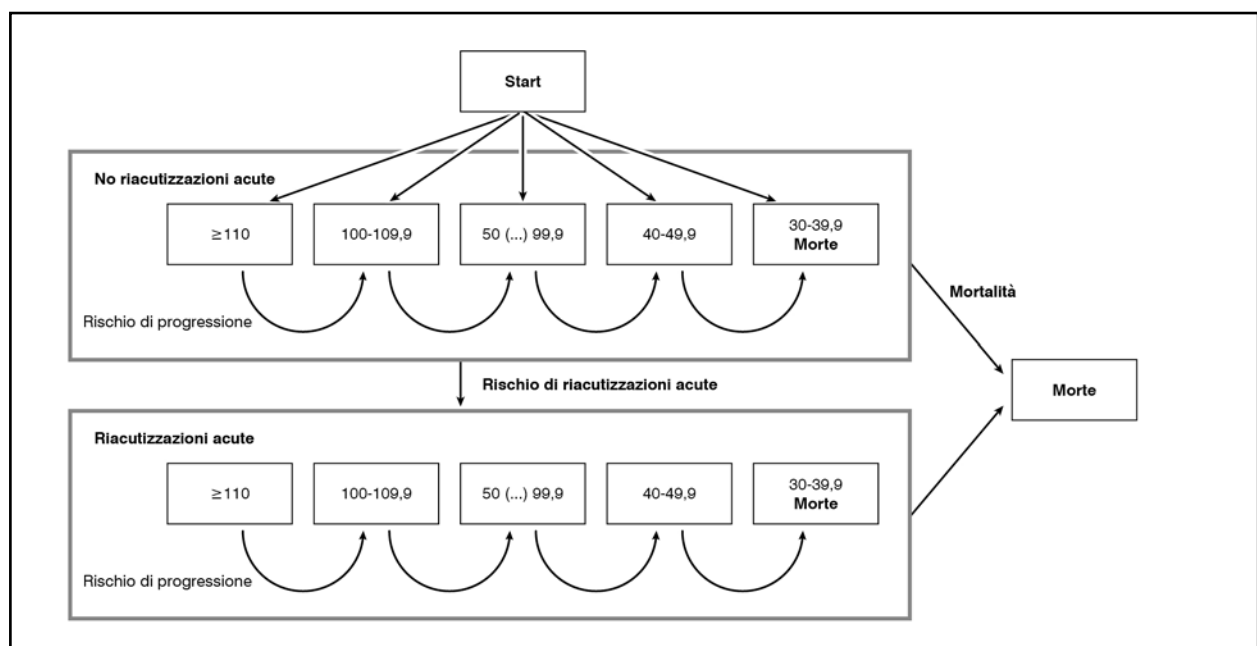 Start
No riacutizzazioni acute
≥110
100-109,9
50 (...) 99,9
40-49,9
30-39,9
Morte
Rischio di progressione
Mortalità
Rischio di riacutizzazioni acute
Morte
Riacutizzazioni acute
≥110
100-109,9
50 (...) 99,9
40-49,9
30-39,9
Morte
Rischio di progressione